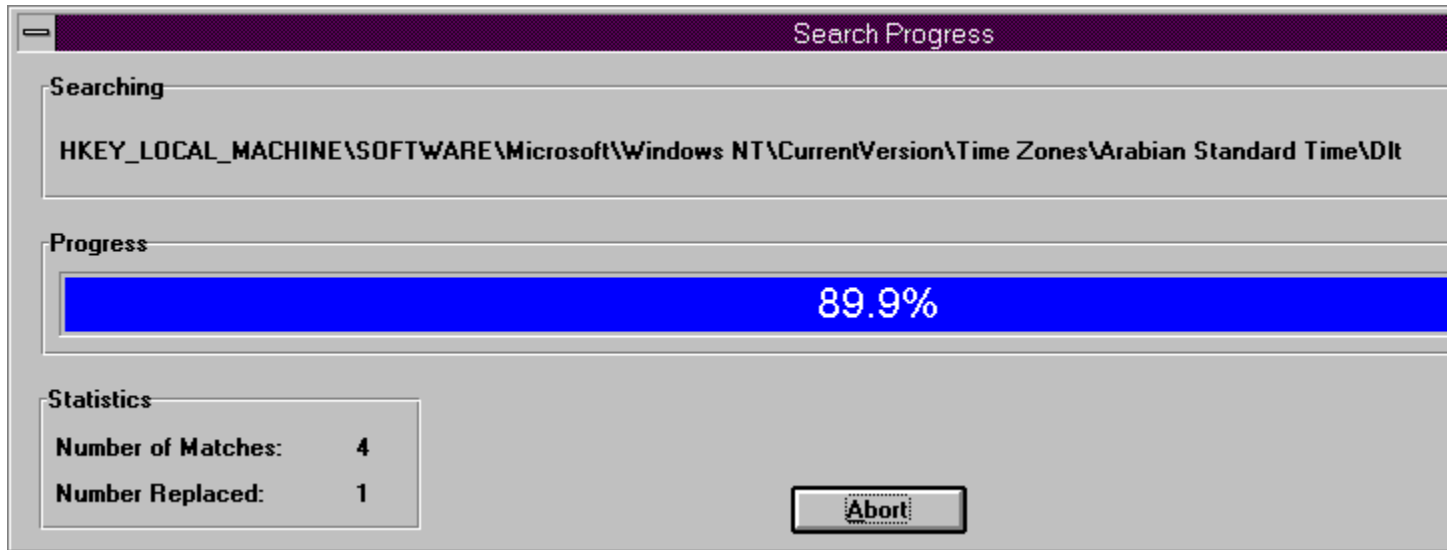 Search Progress
Searching
HKEY_LOCAL_MACHINE\SOFTWARE\Microsoft\Windows NT\CurrentVersion\Time Zones\Arabian Standard Time\Dlt
Progress
89.9%
Statistics
Number of Matches: 4
Number Replaced: 1
Abort